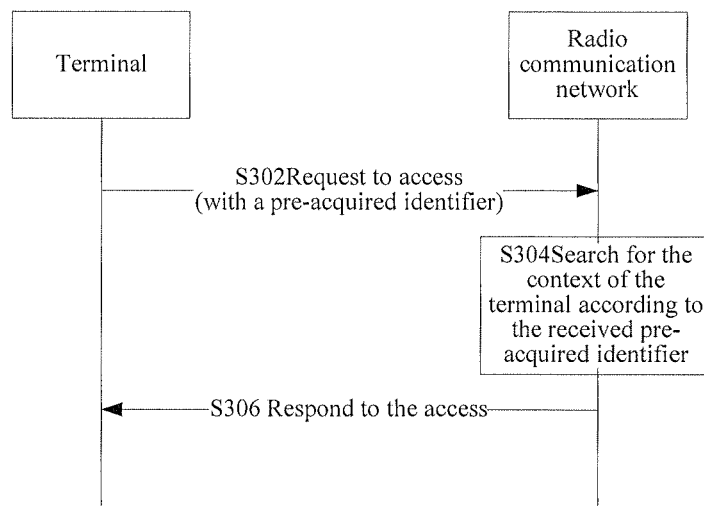 Terminal
Radio
communication
network
S302Request to access
(with a pre-acquired identifier)
S304Search for the
context of the
terminal according to
the received pre-
acquired identifier
S306 Respond to the access